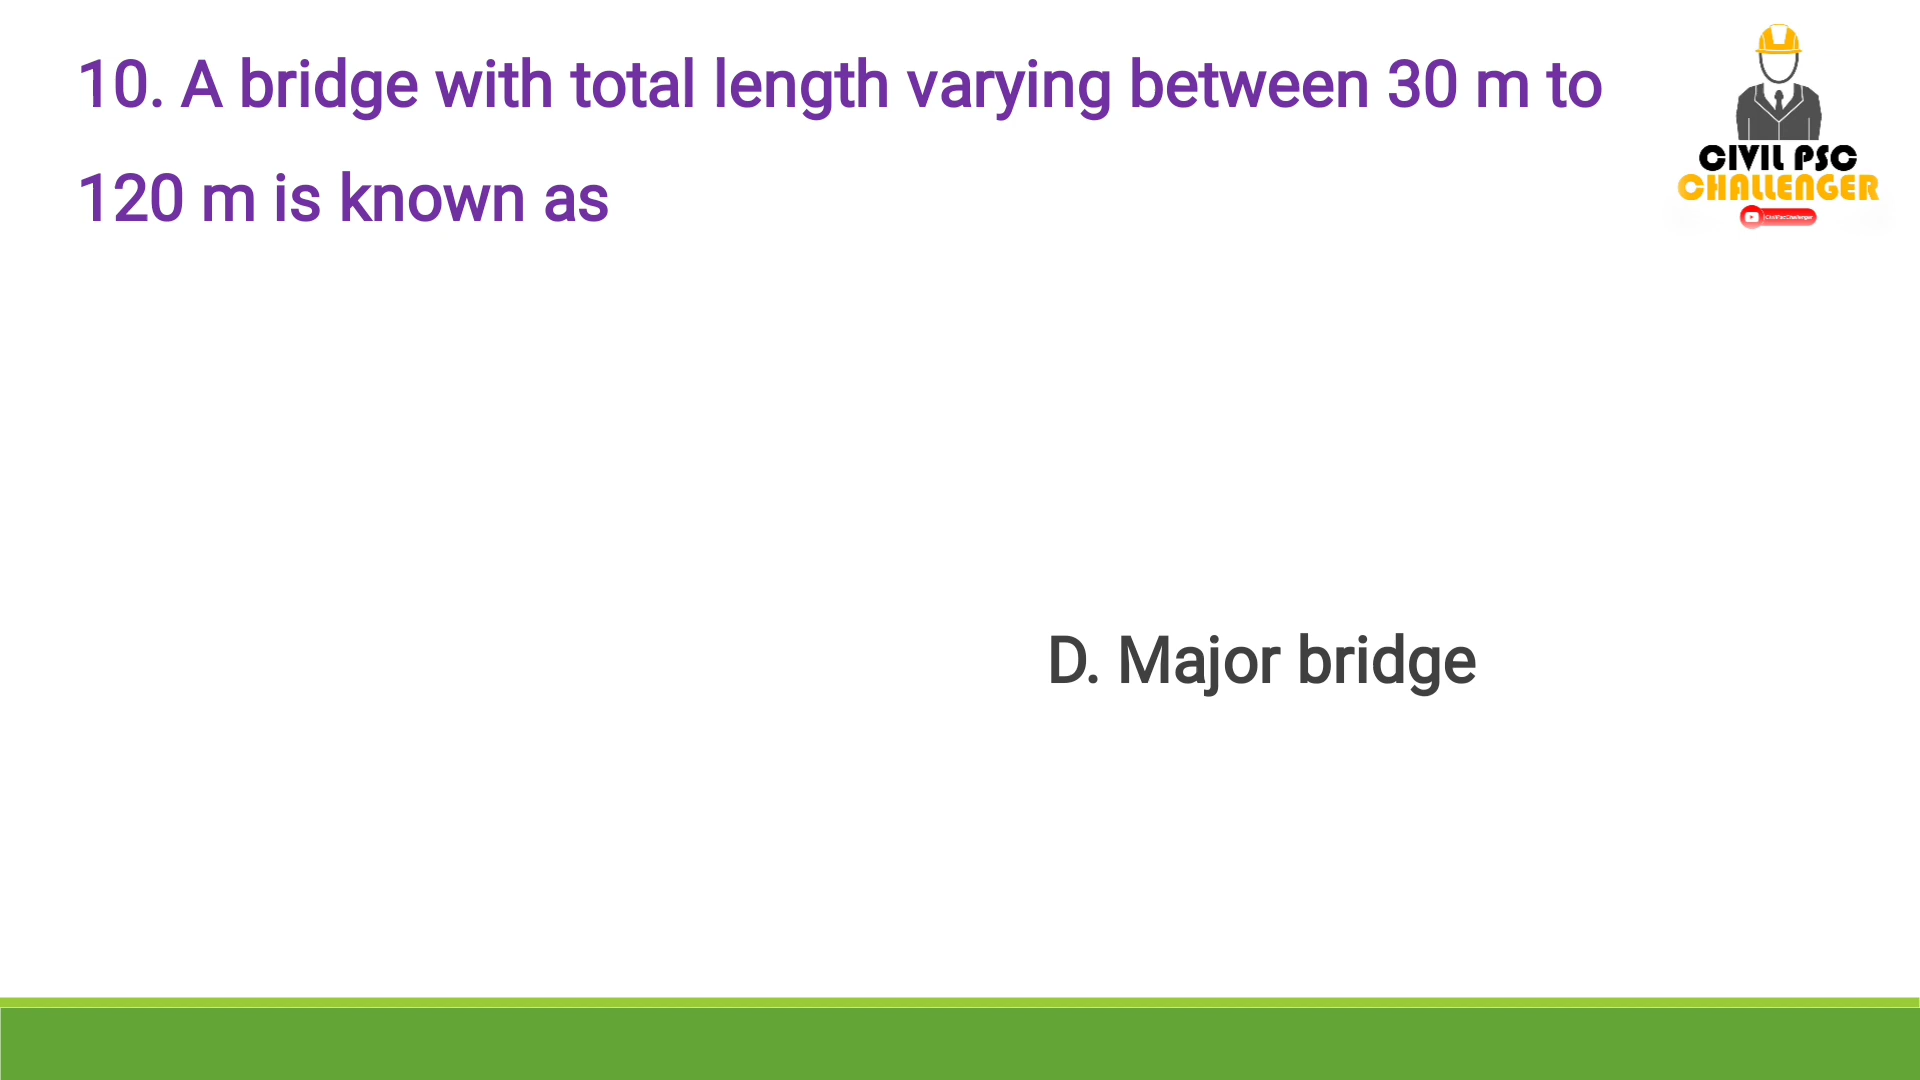 10. A bridge with total length varying between 30 m to
120 m is known as
CIVIL PSC
CHALLENGER
D. Major bridge